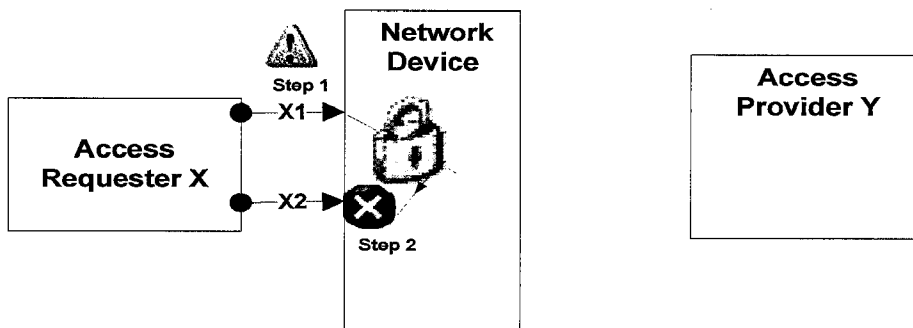 Network
Device
Step 1
Access
Provider Y
X1
Access
Requester X
X2
Step 2